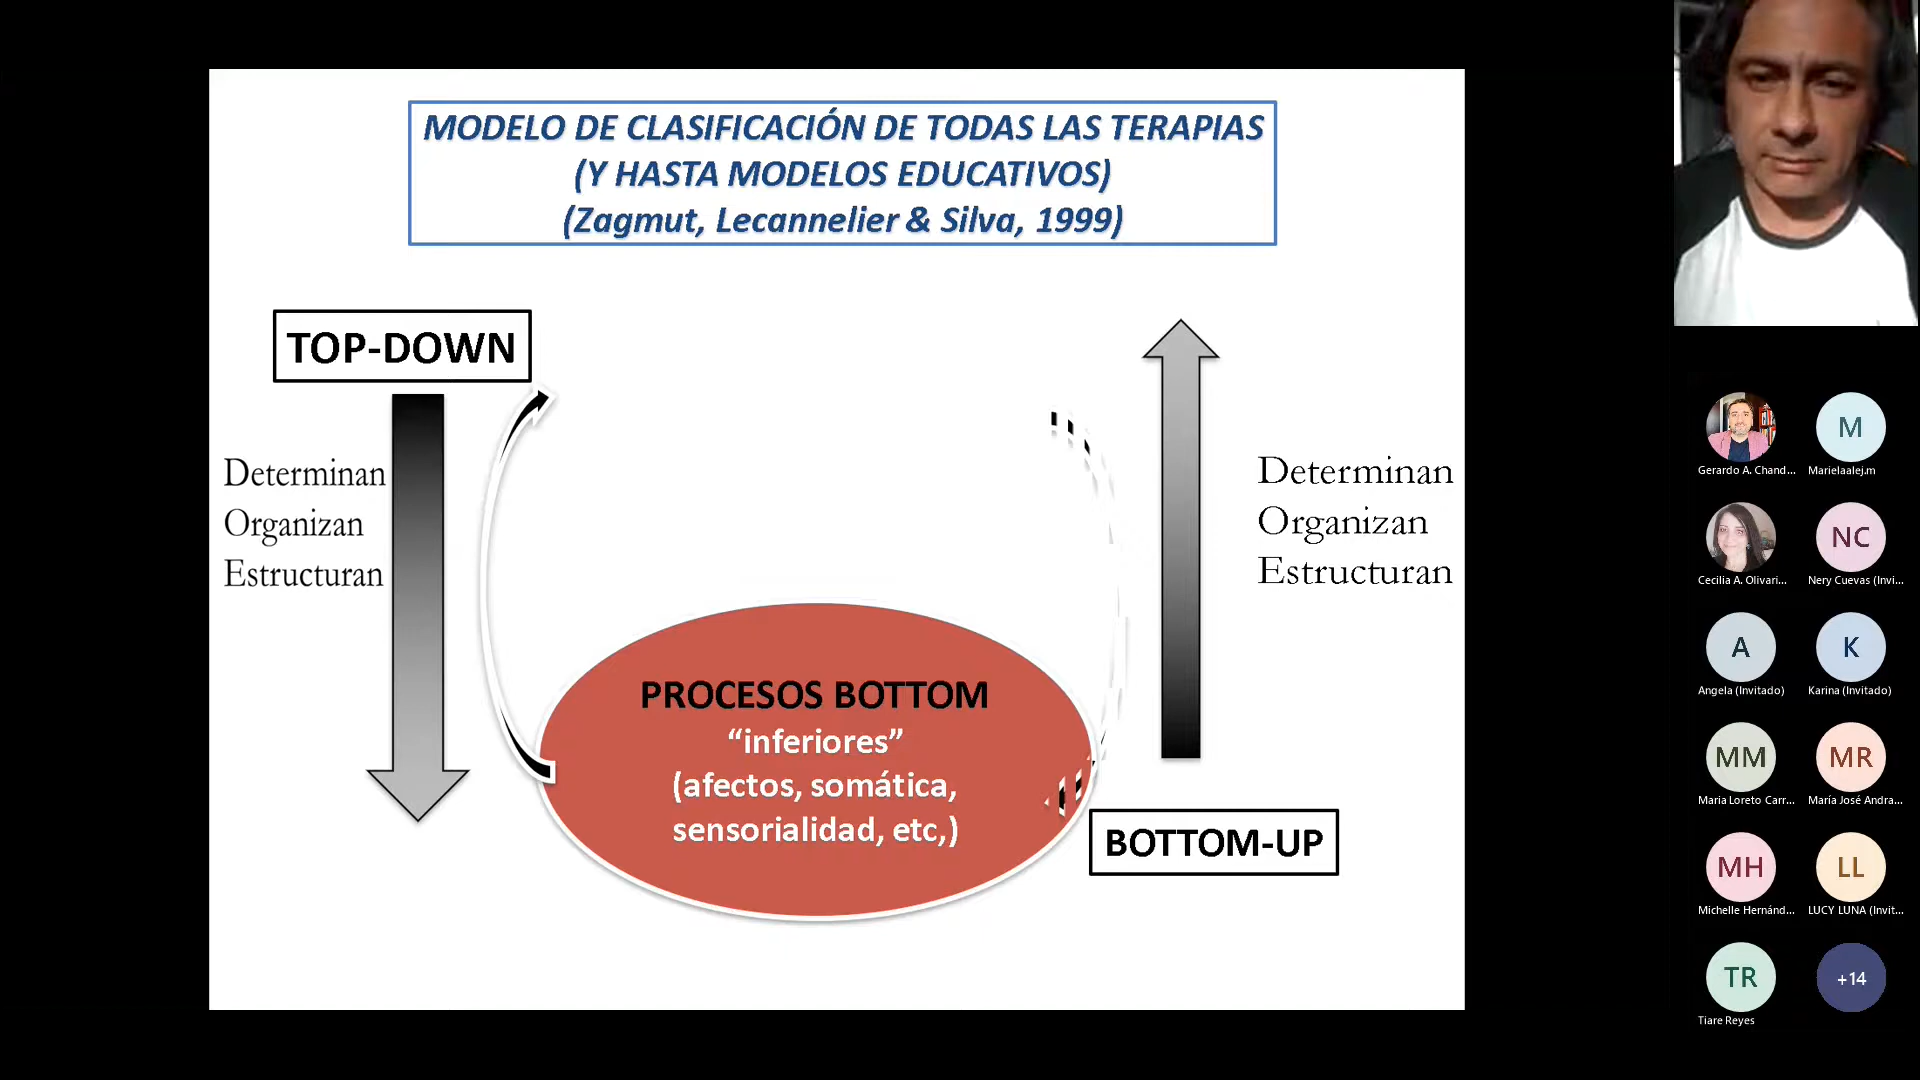 MODELO DE CLASIFICACIÓN DE TODAS LAS TERAPIAS
(Y HASTA MODELOS EDUCATIVOS)
(Zagmut, Lecannelier & Silva, 1999)
TOP-DOWN
Determinan
Organizan
Estructuran
Determinan
Organizan
Estructuran
PROCESOS BOTTOM
“inferiores”
(afectos, somática,
sensorialidad, etc,)
BOTTOM-UP
Gerardo A. Chand...
M
Marielaalej.m
Cecilia A. Olivari...
NC
Nery Cuevas (Invi...
A
Angela (Invitado)
K
Karina (Invitado)
MM
Maria Loreto Carr...
MR
María José Andra...
MH
Michelle Hernánd...
LL
LUCY LUNA (Invit...
TR
Tiare Reyes
+14